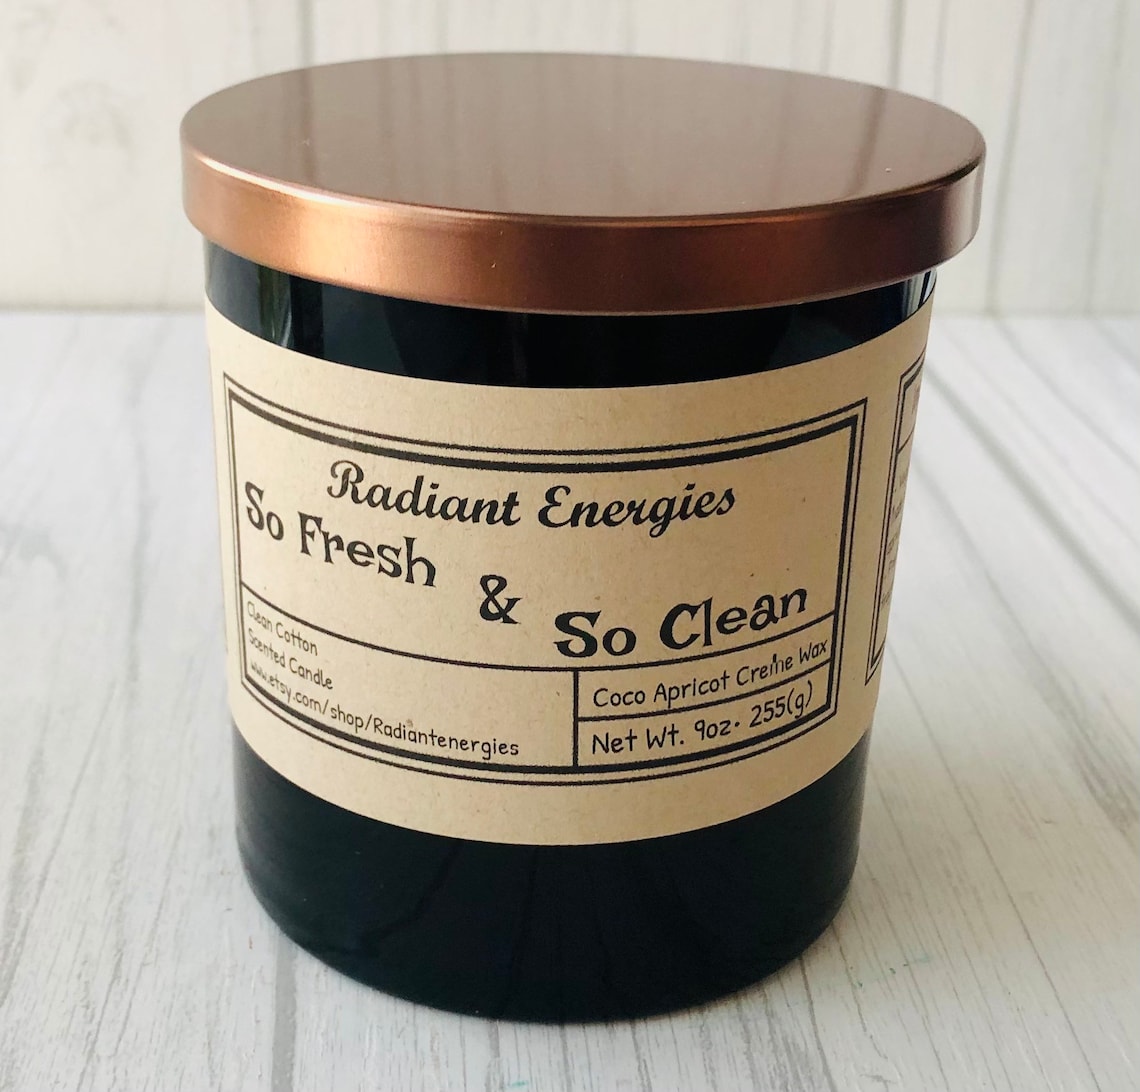 Radiant Energies
So Fresh
&
So Clean
Clean Cotton
Scented Candle
www.etsy.com/shop/Radiantenergies
Coco Apricot Creme Wax
Net Wt. 9oz. 255(g)